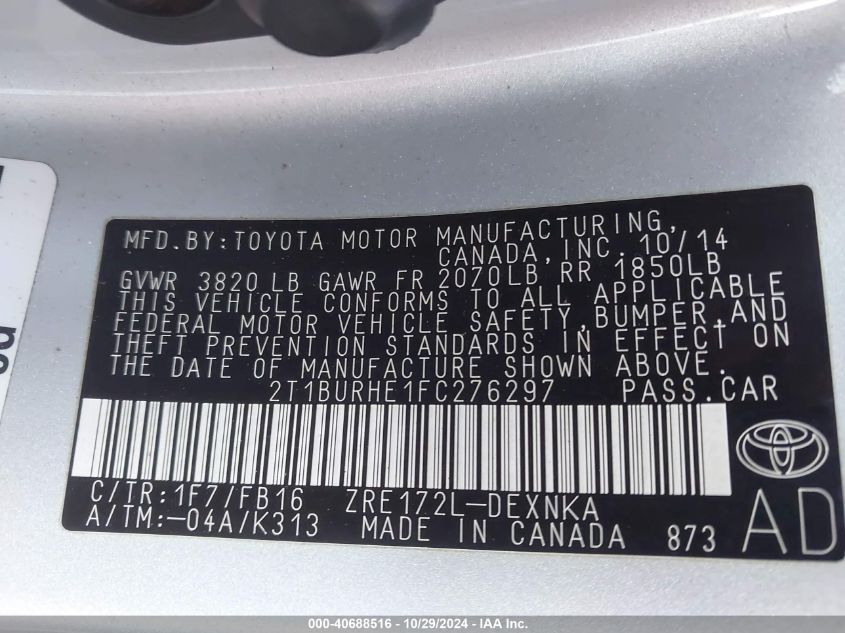 MFD.BY:TOYOTA MOTOR MANUFACTURING,
CANADA,INC. 10/14
GVWR 3820LB GAWR FR 2070LB RR 1850LB
THIS VEHICLE CONFORMS TO ALL APPLICABLE
FEDERAL MOTOR VEHICLE SAFETY,BUMPER,AND
THEFT PREVENTION STANDARDS IN EFFECT ON
THE DATE OF MANUFACTURE SHOWN ABOVE.
2T1BURHE1FC276297 PASS.CAR
C/TR:1F7/FB16 ZRE172L-DEXNKA
A/TM:-04A/K313 MADE IN CANADA 873
AD
000-40688516 - 10/29/2024 - IAA Inc.